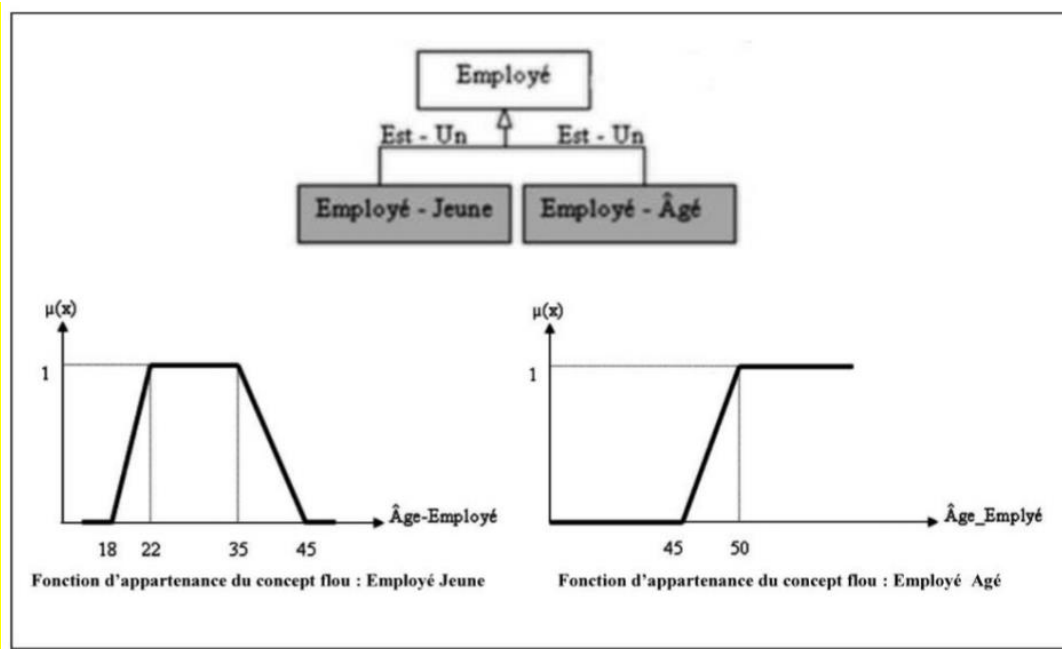 Employé
Est - Un Est - Un
Employé - Jeune Employé - Âgé
μ(x)
1
Âge-Employé
18 22 35 45
Fonction d'appartenance du concept flou : Employé Jeune
μ(x)
1
Âge_Emplyé
45 50
Fonction d'appartenance du concept flou : Employé Agé